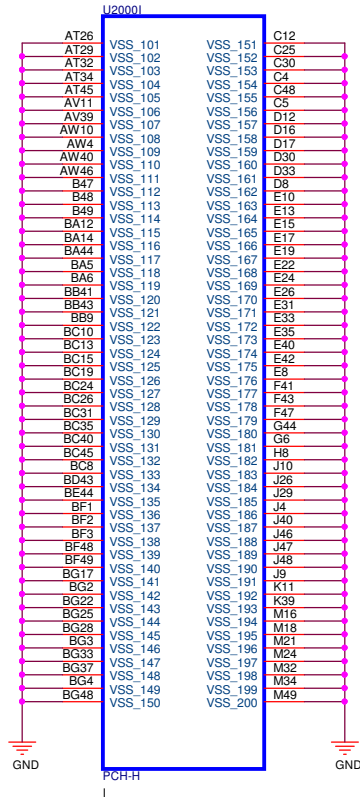 U2000I
AT26 VSS_101 VSS_151 C12
AT29 VSS_102 VSS_152 C25
AT32 VSS_103 VSS_153 C30
AT34 VSS_104 VSS_154 C4
AT45 VSS_105 VSS_155 C48
AV11 VSS_106 VSS_156 C5
AV39 VSS_107 VSS_157 D12
AW10 VSS_108 VSS_158 D16
AW4 VSS_109 VSS_159 D17
AW40 VSS_110 VSS_160 D30
AW46 VSS_111 VSS_161 D33
B47 VSS_112 VSS_162 D8
B48 VSS_113 VSS_163 E10
B49 VSS_114 VSS_164 E13
BA12 VSS_115 VSS_165 E15
BA14 VSS_116 VSS_166 E17
BA44 VSS_117 VSS_167 E19
BA5 VSS_118 VSS_168 E22
BA6 VSS_119 VSS_169 E24
BB41 VSS_120 VSS_170 E26
BB43 VSS_121 VSS_171 E31
BB9 VSS_122 VSS_172 E33
BC10 VSS_123 VSS_173 E35
BC13 VSS_124 VSS_174 E40
BC15 VSS_125 VSS_175 E42
BC19 VSS_126 VSS_176 E8
BC24 VSS_127 VSS_177 F41
BC26 VSS_128 VSS_178 F43
BC31 VSS_129 VSS_179 F47
BC35 VSS_130 VSS_180 G44
BC40 VSS_131 VSS_181 G6
BC45 VSS_132 VSS_182 H8
BC8 VSS_133 VSS_183 J10
BD43 VSS_134 VSS_184 J26
BE44 VSS_135 VSS_185 J29
BF1 VSS_136 VSS_186 J4
BF2 VSS_137 VSS_187 J40
BF3 VSS_138 VSS_188 J46
BF48 VSS_139 VSS_189 J47
BF49 VSS_140 VSS_190 J48
BG17 VSS_141 VSS_191 J9
BG2 VSS_142 VSS_192 K11
BG22 VSS_143 VSS_193 K39
BG25 VSS_144 VSS_194 M16
BG28 VSS_145 VSS_195 M18
BG3 VSS_146 VSS_196 M21
BG33 VSS_147 VSS_197 M24
BG37 VSS_148 VSS_198 M32
BG4 VSS_149 VSS_199 M34
BG48 VSS_150 VSS_200 M49
GND GND
PCH-H
I